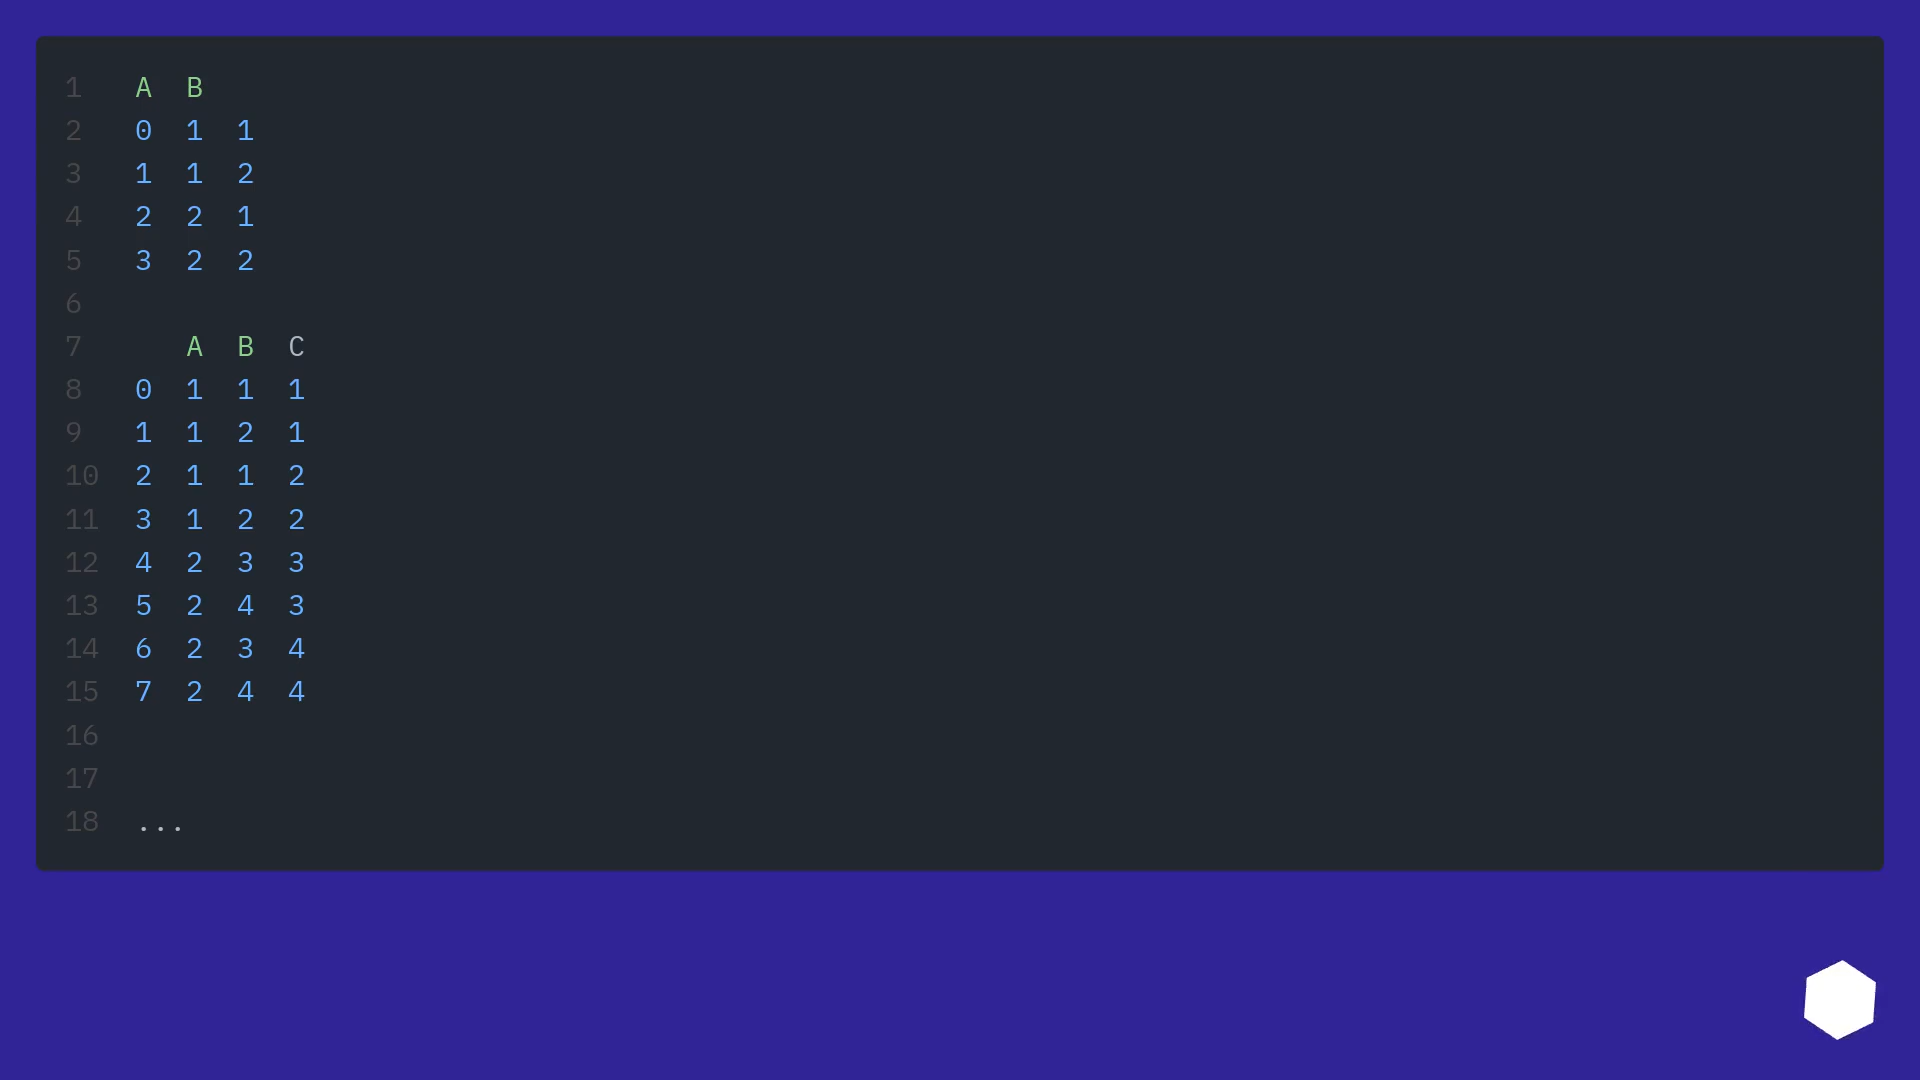 1 A B
2 0 1 1
3 1 1 2
4 2 2 1
5 3 2 2
6
7 A B C
8 0 1 1 1
9 1 1 2 1
10 2 1 1 2
11 3 1 2 2
12 4 2 3 3
13 5 2 4 3
14 6 2 3 4
15 7 2 4 4
16
17
18 ...